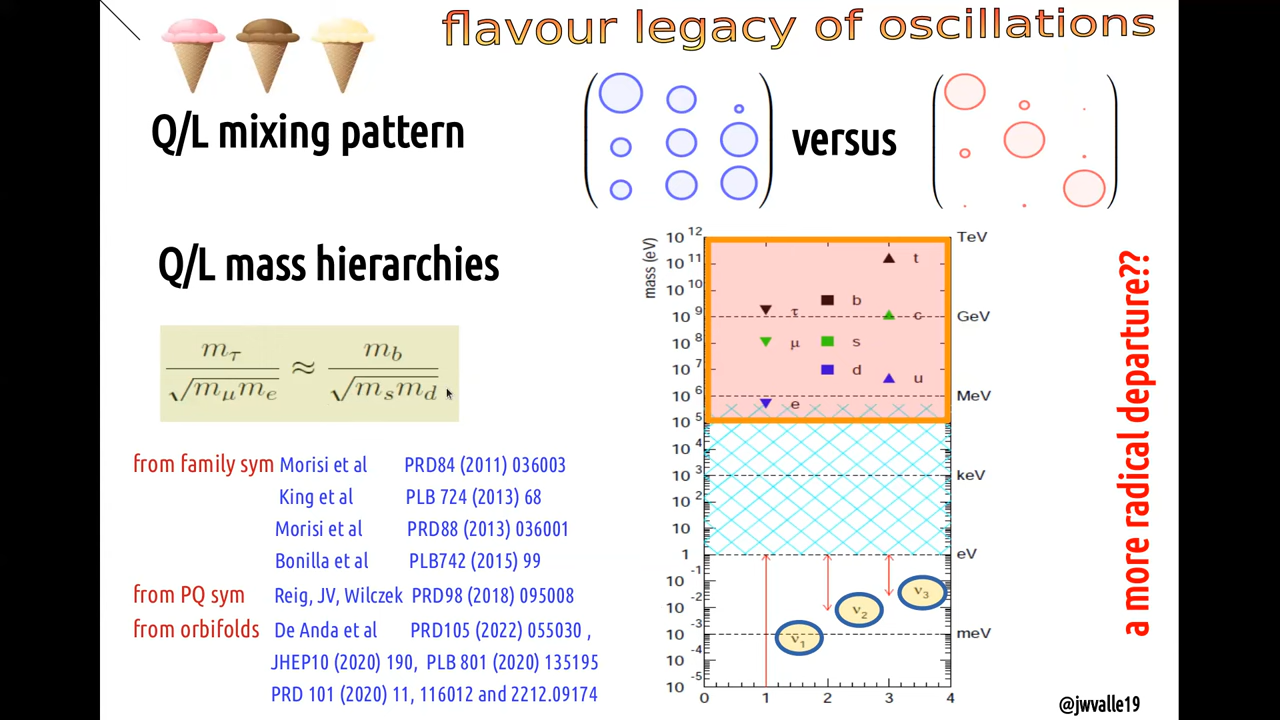 flavour legacy of oscillations
Q/L mixing pattern
versus
Q/L mass hierarchies
m_τ / √m_μ m_e ≈ m_b / √m_s m_d
from family sym Morisi et al PRD84 (2011) 036003
King et al PLB 724 (2013) 68
Morisi et al PRD88 (2013) 036001
Bonilla et al PLB742 (2015) 99
from PQ sym Reig, JV, Wilczek PRD98 (2018) 095008
from orbifolds De Anda et al PRD105 (2022) 055030 ,
JHEP10 (2020) 190, PLB 801 (2020) 135195
PRD 101 (2020) 11, 116012 and 2212.09174
mass (eV)
10^12 TeV
10^11 t
10^10
b
10^9 τ c GeV
10^8 μ s
10^7 d
u
10^6 MeV
e
10^5
10^4
10^3 keV
10^2
10
1 eV
10^-1
ν3
10^-2 ν2
10^-3 ν1 meV
10^-4
10^-5
0 1 2 3 4
a more radical departure??
@jwvalle19